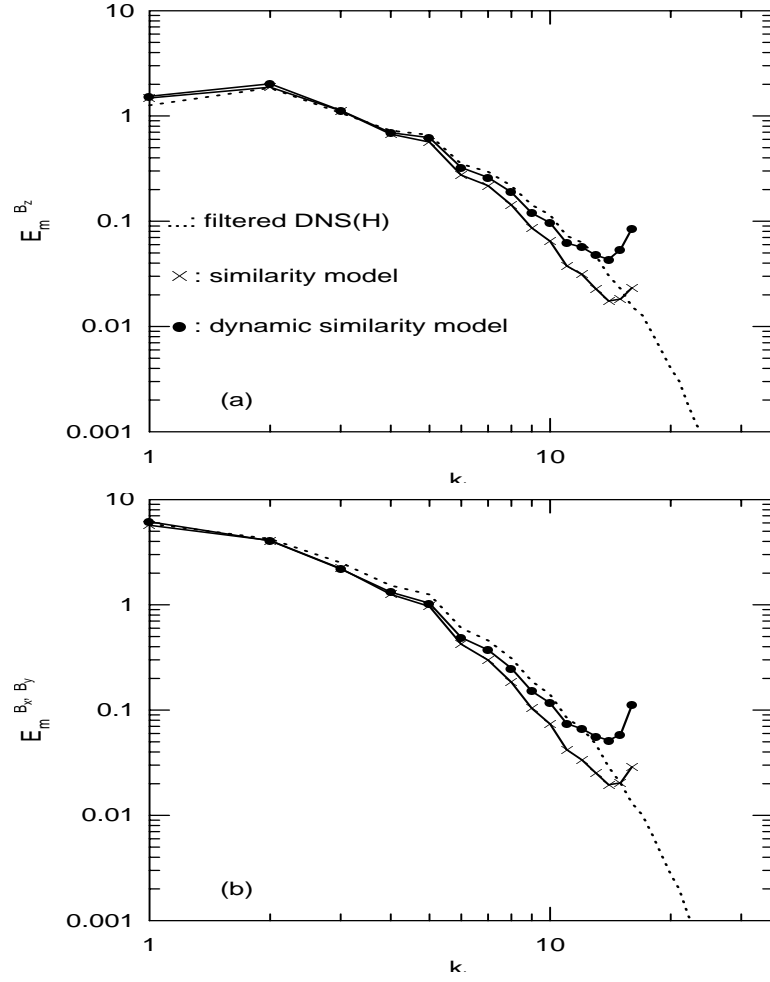 10
1
0.1
0.01
0.001
E_m^{B_z}
....: filtered DNS(H)
× : similarity model
● : dynamic similarity model
(a)
1 10
k.
10
1
0.1
0.01
0.001
E_m^{B_x, B_y}
(b)
1 10
k.